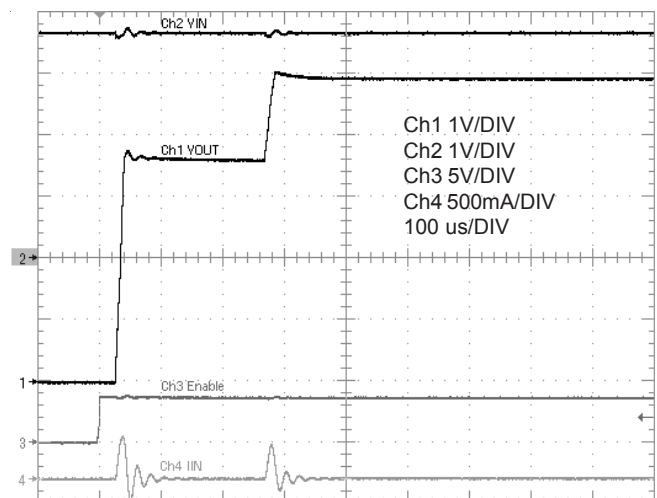 Ch2 VIN
Ch1 VOUT
Ch1 1V/DIV
Ch2 1V/DIV
Ch3 5V/DIV
Ch4 500mA/DIV
100 us/DIV
2
1
Ch3 Enable
3
Ch4 IIN
4